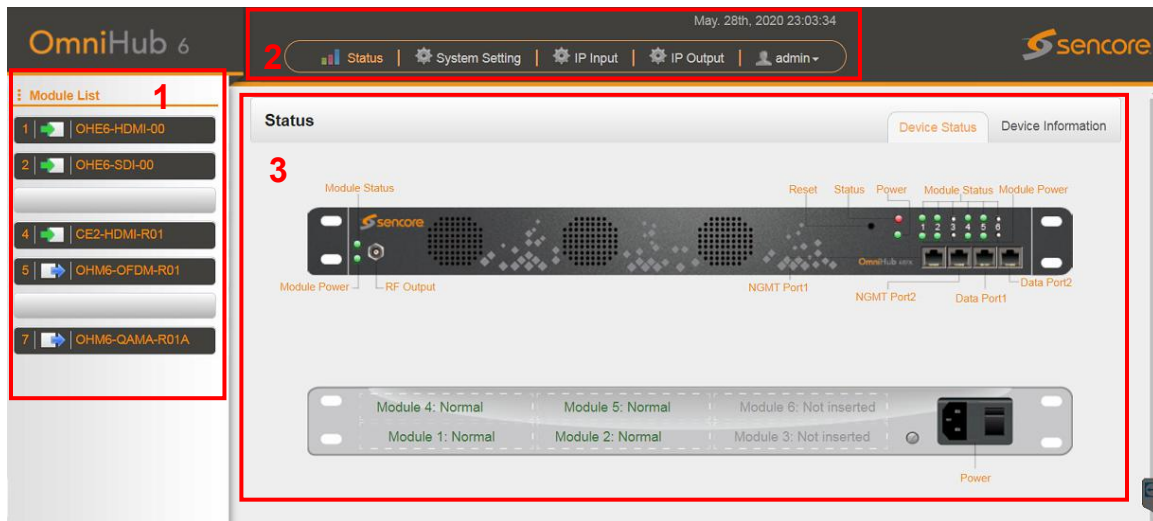 May. 28th, 2020 23:03:34
OmniHub 6
sencore
2
Status | System Setting | IP Input | IP Output | admin
Module List
1
1 OHE6-HDMI-00
2 OHE6-SDI-00
4 CE2-HDMI-R01
5 OHM6-OFDM-R01
7 OHM6-QAMA-R01A
Status
Device Status
Device Information
3
Module Status
Reset
Status
Power
Module Status
Module Power
sencore
1 2 3 4 5 6
OmniHub
Module Power
RF Output
NGMT Port1
NGMT Port2
Data Port1
Data Port2
Module 4: Normal
Module 5: Normal
Module 6: Not inserted
Module 1: Normal
Module 2: Normal
Module 3: Not inserted
Power